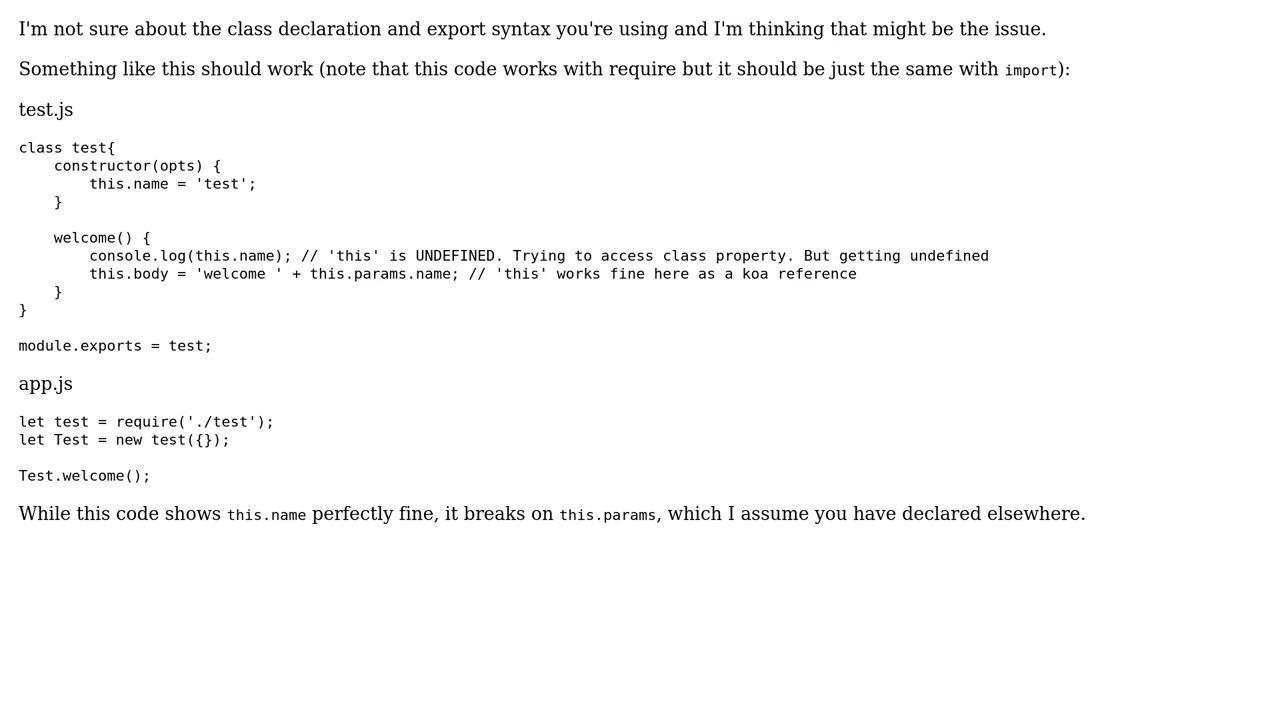 I'm not sure about the class declaration and export syntax you're using and I'm thinking that might be the issue.
Something like this should work (note that this code works with require but it should be just the same with import):
test.js
class test{
    constructor(opts) {
        this.name = 'test';
    }

    welcome() {
        console.log(this.name); // 'this' is UNDEFINED. Trying to access class property. But getting undefined
        this.body = 'welcome ' + this.params.name; // 'this' works fine here as a koa reference
    }
}

module.exports = test;
app.js
let test = require('./test');
let Test = new test({});

Test.welcome();
While this code shows this.name perfectly fine, it breaks on this.params, which I assume you have declared elsewhere.